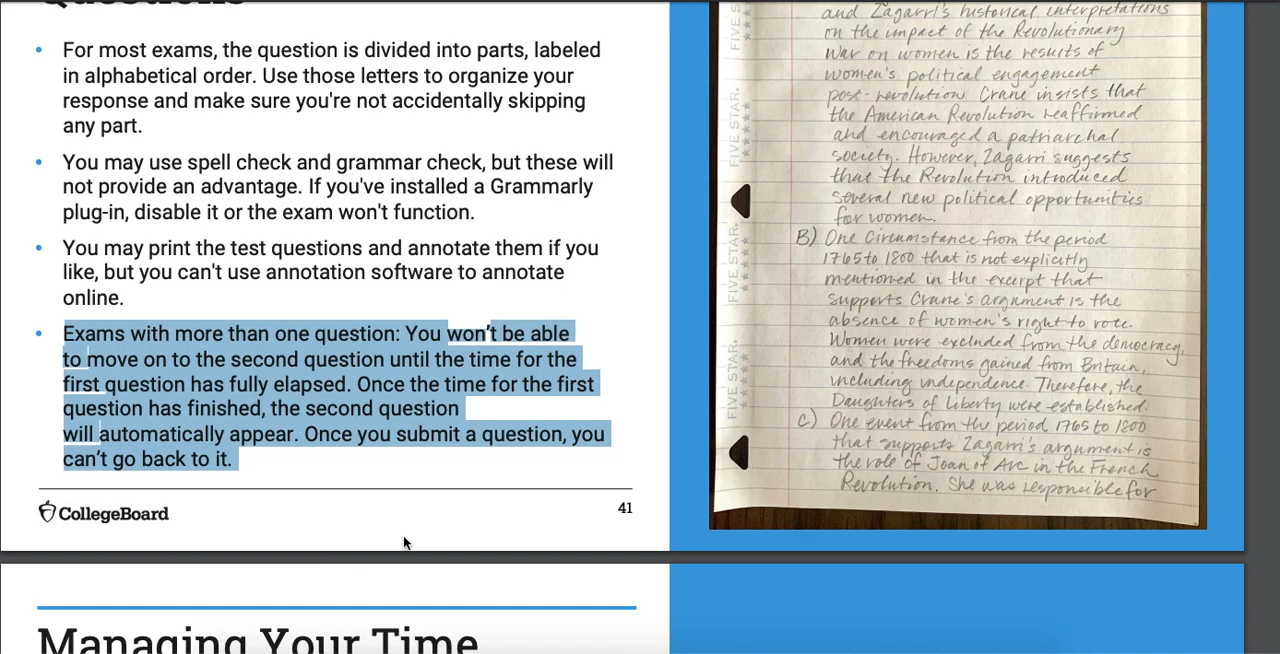 Questions
For most exams, the question is divided into parts, labeled
in alphabetical order. Use those letters to organize your
response and make sure you're not accidentally skipping
any part.
You may use spell check and grammar check, but these will
not provide an advantage. If you've installed a Grammarly
plug-in, disable it or the exam won't function.
You may print the test questions and annotate them if you
like, but you can't use annotation software to annotate
online.
Exams with more than one question: You won't be able
to move on to the second question until the time for the
first question has fully elapsed. Once the time for the first
question has finished, the second question
will automatically appear. Once you submit a question, you
can't go back to it.
CollegeBoard
41
Managing Your Time
FIVE STAR
FIVE STAR.
FIVE STAR.
FIVE STAR.
and Zagarri's historical interpretations
on the impact of the Revolutionary
War on women is the results of
women's political engagement
post-revolution. Crane insists that
the American Revolution reaffirmed
and encouraged a patriarchal
society. However, Zagarri suggests
that the Revolution introduced
several new political opportunities
for women.
B) One circumstance from the period
1765 to 1800 that is not explicitly
mentioned in the excerpt that
supports Crane's argument is the
absence of women's right to vote.
Women were excluded from the democracy,
and the freedoms gained from Britain,
including independence. Therefore, the
Daughters of Liberty were established.
C) One event from the period 1765 to 1800
that supports Zagarri's argument is
the role of Joan of Arc in the French
Revolution. She was responsible for